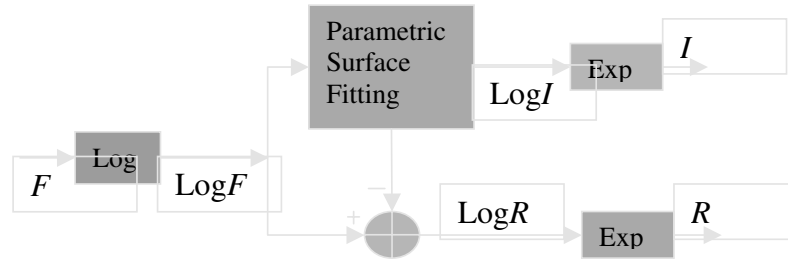 Parametric
Surface
Fitting
Exp
I
LogI
Log
F
LogF
−
+
LogR
R
Exp